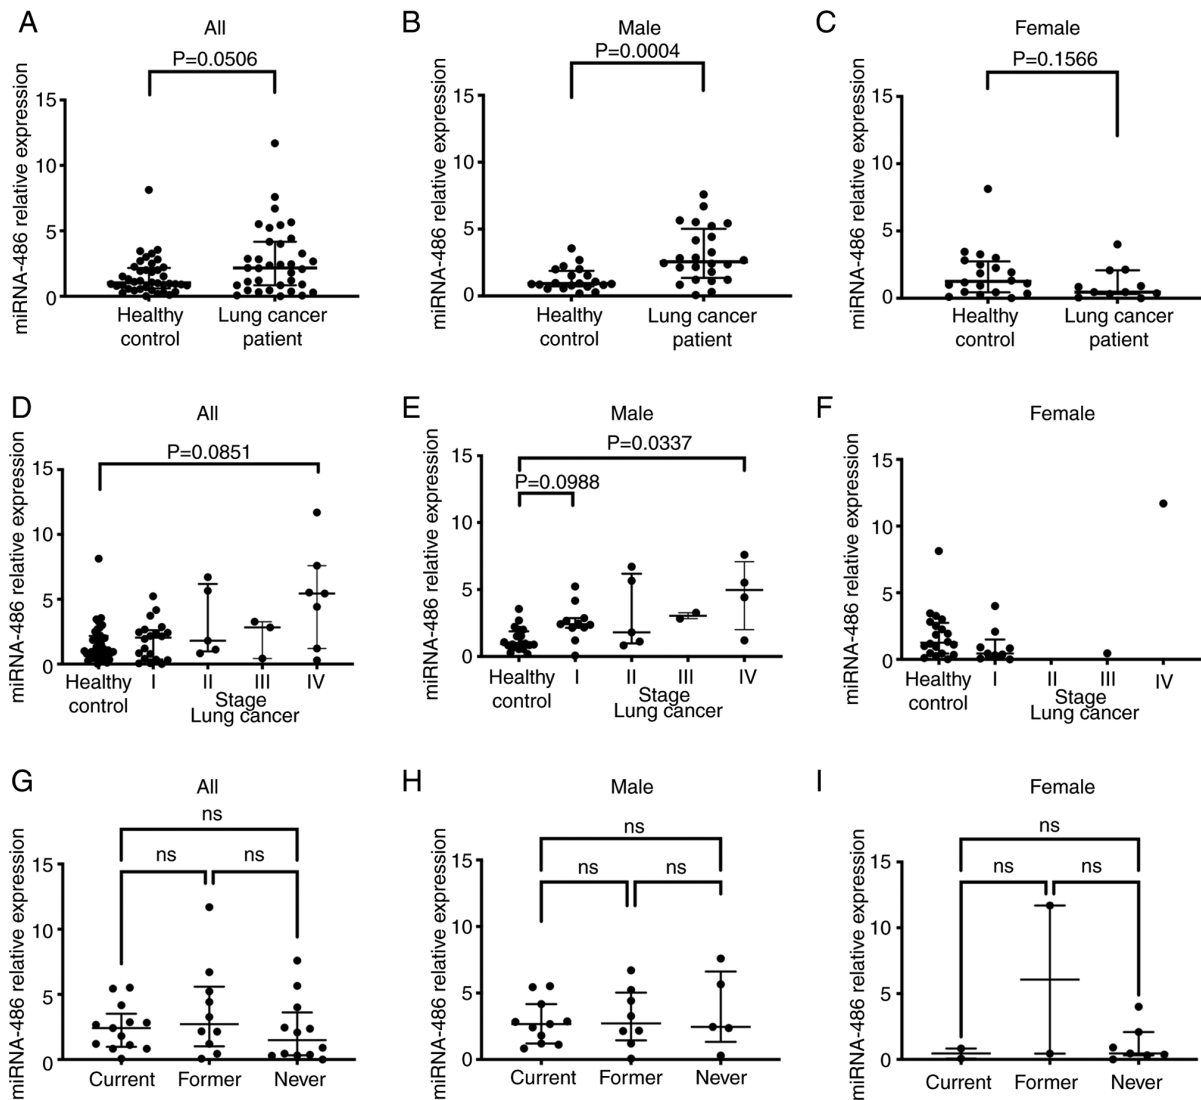 A
All
P=0.0506
miRNA-486 relative expression
15
10
5
0
Healthy control
Lung cancer patient
B
Male
P=0.0004
miRNA-486 relative expression
15
10
5
0
Healthy control
Lung cancer patient
C
Female
P=0.1566
miRNA-486 relative expression
15
10
5
0
Healthy control
Lung cancer patient
D
All
P=0.0851
miRNA-486 relative expression
15
10
5
0
Healthy control
I
II
III
IV
Stage
Lung cancer
E
Male
P=0.0337
P=0.0988
miRNA-486 relative expression
15
10
5
0
Healthy control
I
II
III
IV
Stage
Lung cancer
F
Female
miRNA-486 relative expression
15
10
5
0
Healthy control
I
II
III
IV
Stage
Lung cancer
G
All
ns
ns
ns
miRNA-486 relative expression
15
10
5
0
Current
Former
Never
H
Male
ns
ns
ns
miRNA-486 relative expression
15
10
5
0
Current
Former
Never
I
Female
ns
ns
ns
miRNA-486 relative expression
15
10
5
0
Current
Former
Never